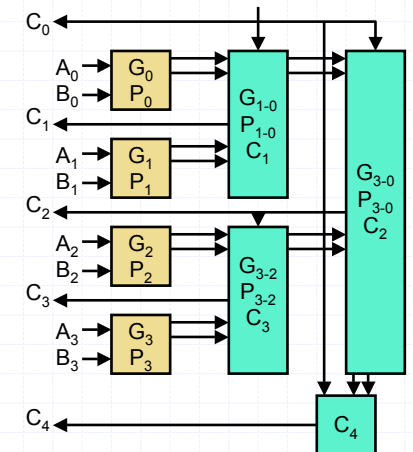 C₀
A₀
B₀
G₀
P₀
C₁
A₁
B₁
G₁
P₁
G₁₋₀
P₁₋₀
C₁
C₂
A₂
B₂
G₂
P₂
C₃
A₃
B₃
G₃
P₃
G₃₋₂
P₃₋₂
C₃
G₃₋₀
P₃₋₀
C₂
C₄
C₄